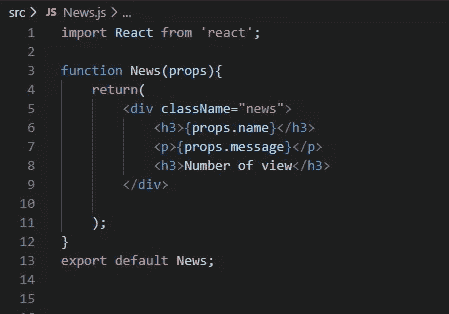 src > JS News.js > ...
1 import React from 'react';
2
3 function News(props){
4 return(
5 <div className="news">
6 <h3>{props.name}</h3>
7 <p>{props.message}</p>
8 <h3>Number of view</h3>
9 </div>
10
11 );
12 }
13 export default News;
14
15